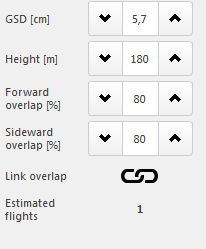 GSD [cm] 5,7
Height [m] 180
Forward
overlap [%] 80
Sideward
overlap [%] 80
Link overlap
Estimated
flights 1